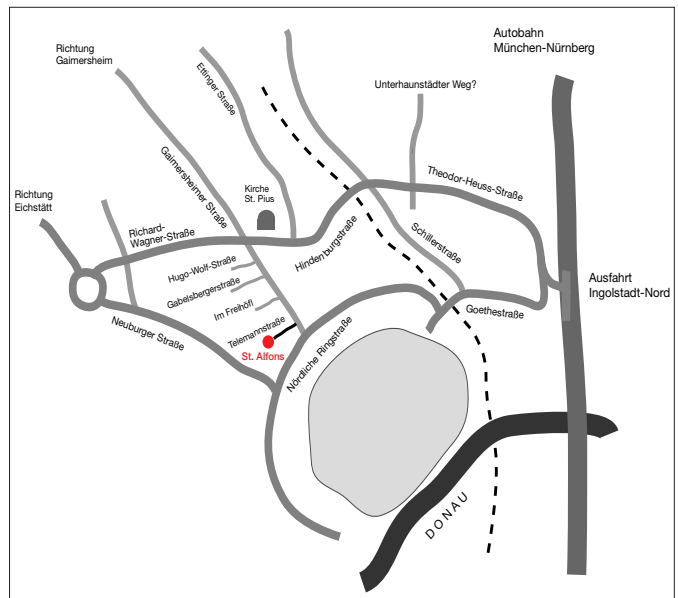 Autobahn
München-Nürnberg
Richtung
Gaimersheim
Ettinger Straße
Unterhaunstädter Weg?
Gaimersheimer Straße
Theodor-Heuss-Straße
Kirche
St. Pius
Richtung
Eichstätt
Richard-
Wagner-Straße
Hindenburgstraße
Schillerstraße
Hugo-Wolf-Straße
Gabelsbergerstraße
Ausfahrt
Ingolstadt-Nord
Im Freihöfl
Goethestraße
Neuburger Straße
Telemannstraße
St. Alfons
Nördliche Ringstraße
DONAU